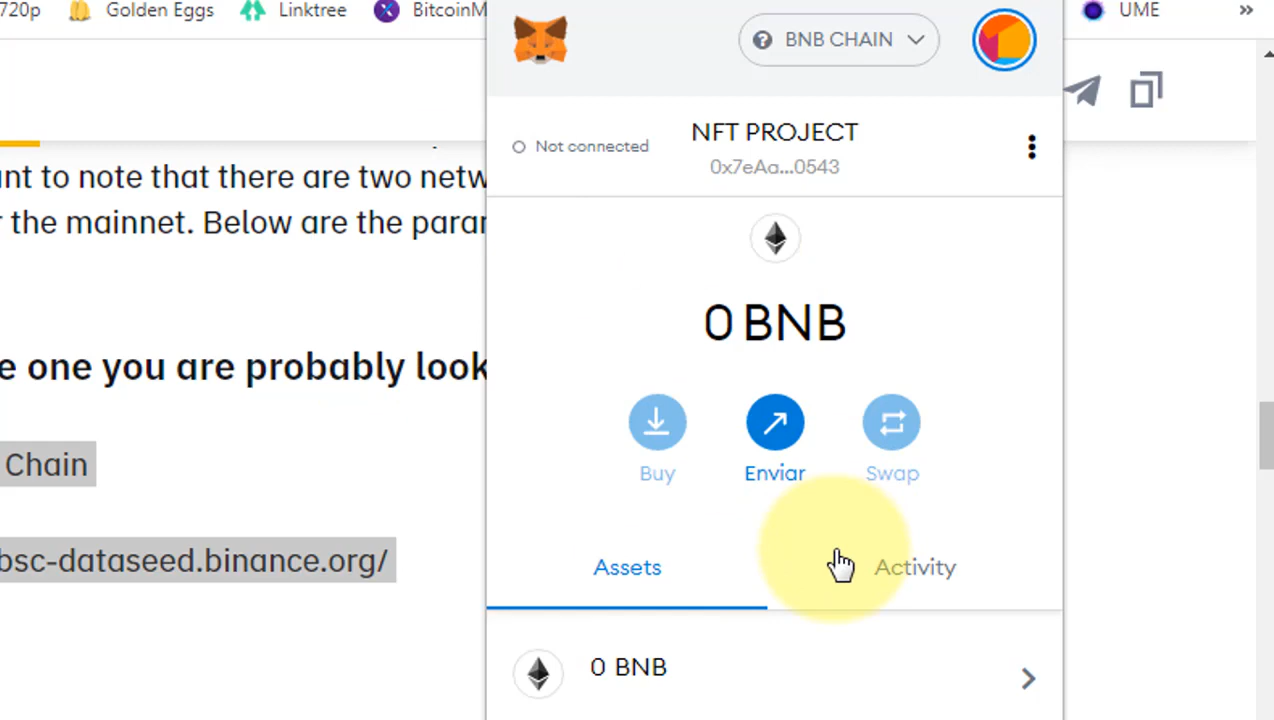 720p Golden Eggs Linktree BitcoinM UME »
BNB CHAIN
NFT PROJECT
Not connected
0x7eAa...0543
nt to note that there are two netw
r the mainnet. Below are the para
0 BNB
e one you are probably look
Buy Enviar Swap
Chain
bsc-dataseed.binance.org/
Assets Activity
0 BNB